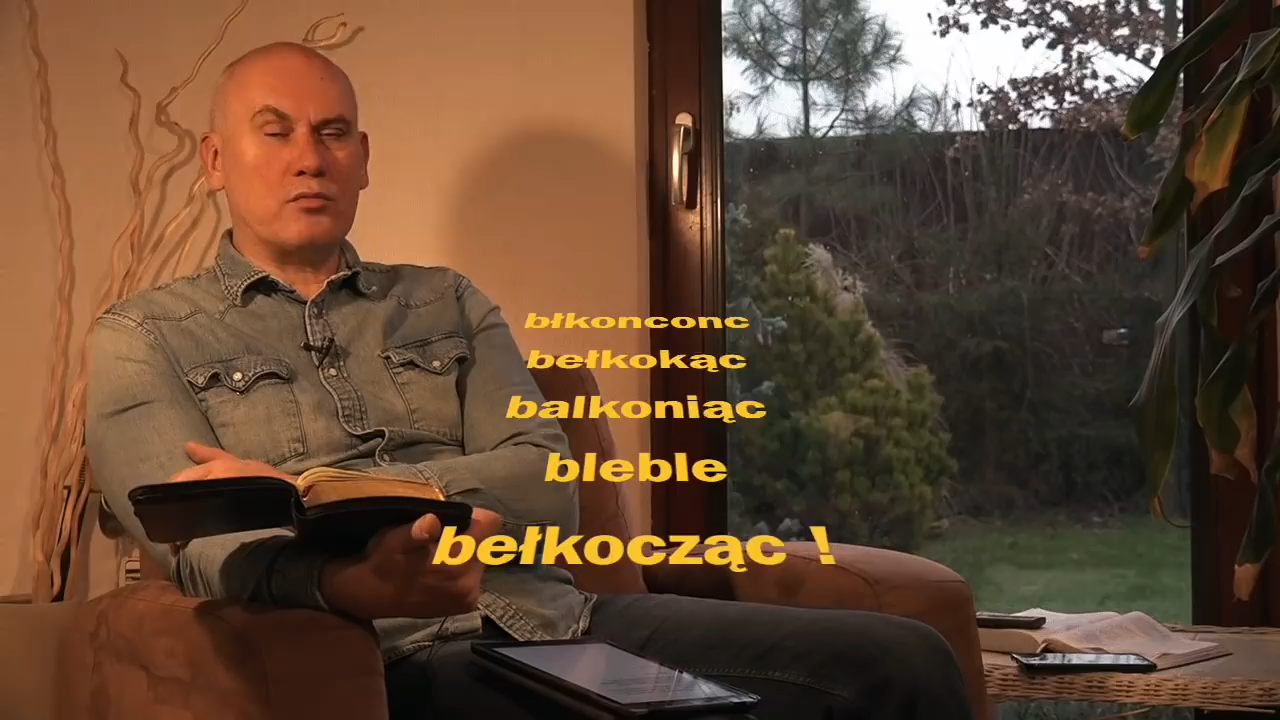 błkonconc
bełkokąc
balkoniąc
bleble
bełkocząc !